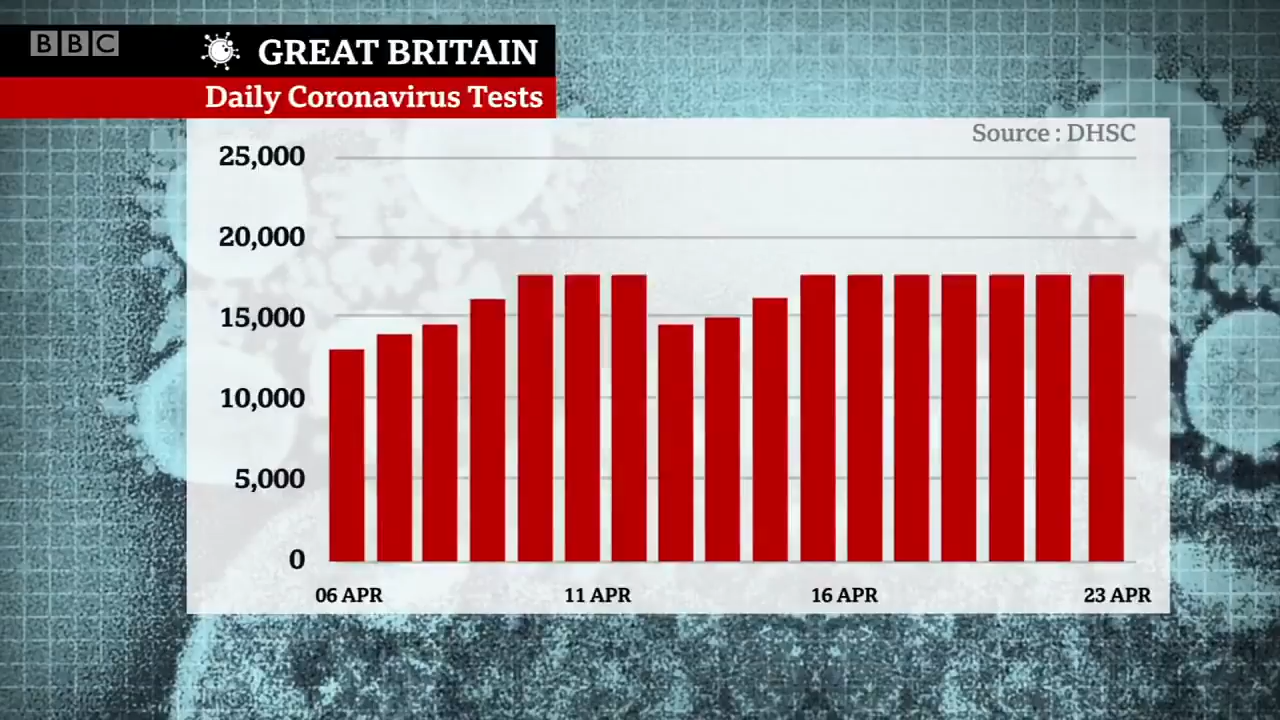 BBC
GREAT BRITAIN
Daily Coronavirus Tests
Source : DHSC
25,000
20,000
15,000
10,000
5,000
0
06 APR 11 APR 16 APR 23 APR